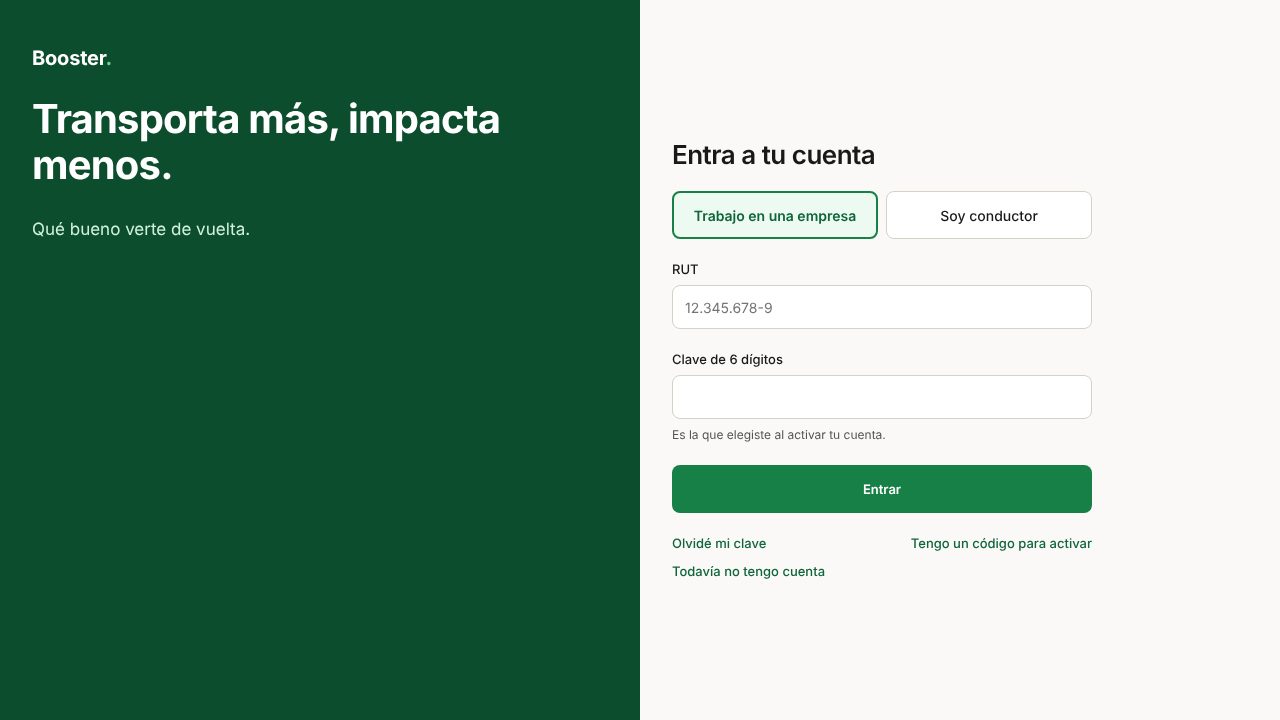 Booster.
Transporta más, impacta
menos.
Qué bueno verte de vuelta.
Entra a tu cuenta
Trabajo en una empresa
Soy conductor
RUT
12.345.678-9
Clave de 6 dígitos
Es la que elegiste al activar tu cuenta.
Entrar
Olvidé mi clave
Tengo un código para activar
Todavía no tengo cuenta